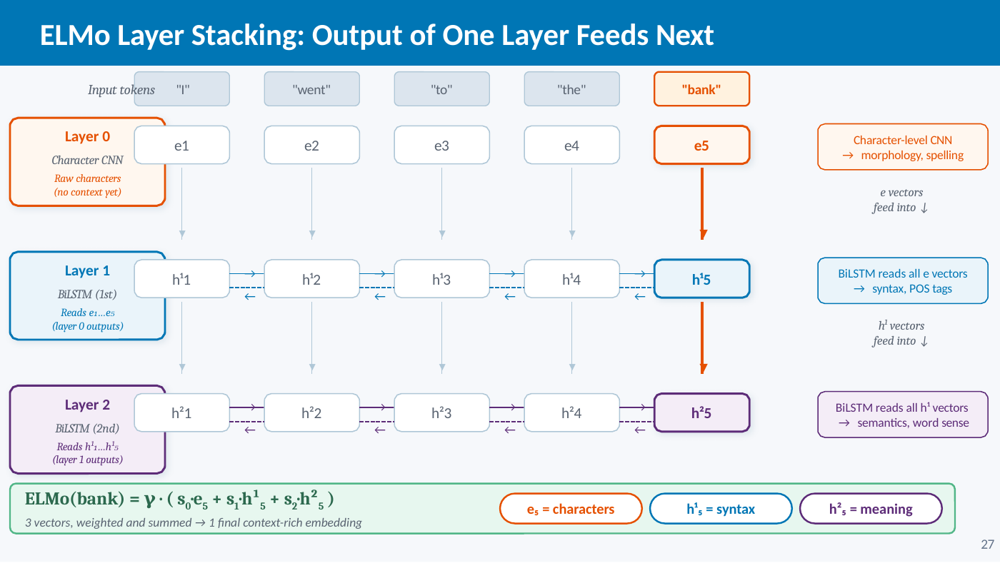 ELMo Layer Stacking: Output of One Layer Feeds Next
Input tokens "I" "went" "to" "the" "bank"
Layer 0
Character CNN
Raw characters
(no context yet)
e1 e2 e3 e4 e5
Character-level CNN
→ morphology, spelling
e vectors
feed into ↓
Layer 1
BiLSTM (1st)
Reads e₁...e₅
(layer 0 outputs)
h¹1 → ← h¹2 → ← h¹3 → ← h¹4 → ← h¹5
BiLSTM reads all e vectors
→ syntax, POS tags
h¹ vectors
feed into ↓
Layer 2
BiLSTM (2nd)
Reads h¹₁...h¹₅
(layer 1 outputs)
h²1 → ← h²2 → ← h²3 → ← h²4 → ← h²5
BiLSTM reads all h¹ vectors
→ semantics, word sense
ELMo(bank) = γ · ( s₀·e₅ + s₁·h¹₅ + s₂·h²₅ )
3 vectors, weighted and summed → 1 final context-rich embedding
e₅ = characters
h¹₅ = syntax
h²₅ = meaning
27